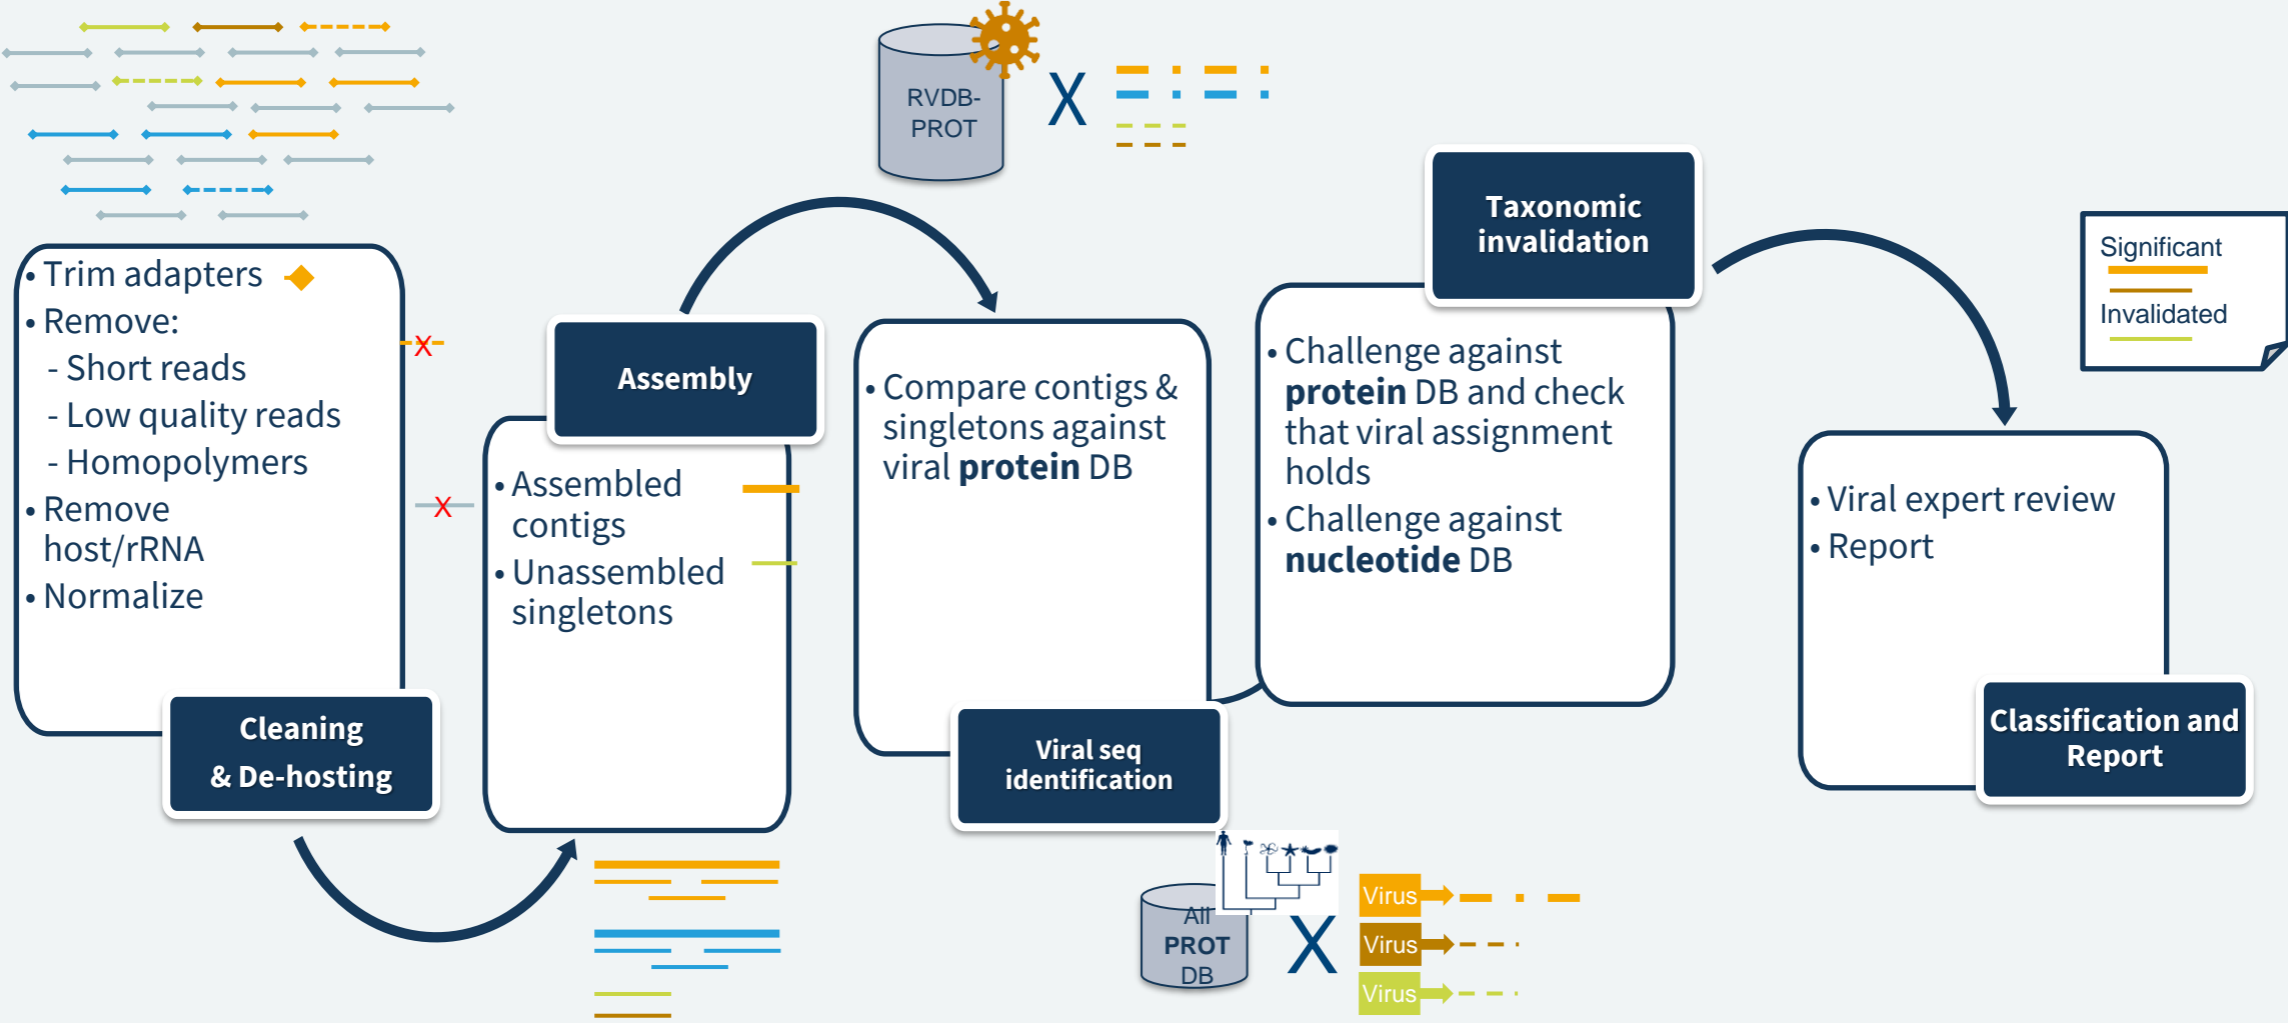 • Trim adapters
• Remove:
- Short reads
- Low quality reads
- Homopolymers
• Remove
host/rRNA
• Normalize
X
X
Cleaning
& De-hosting
Assembly
• Assembled
contigs
• Unassembled
singletons
RVDB-
PROT
X
• Compare contigs &
singletons against
viral protein DB
Viral seq
identification
Taxonomic
invalidation
• Challenge against
protein DB and check
that viral assignment
holds
• Challenge against
nucleotide DB
All
PROT
DB
X
Virus
Virus
Virus
Significant
Invalidated
• Viral expert review
• Report
Classification and
Report